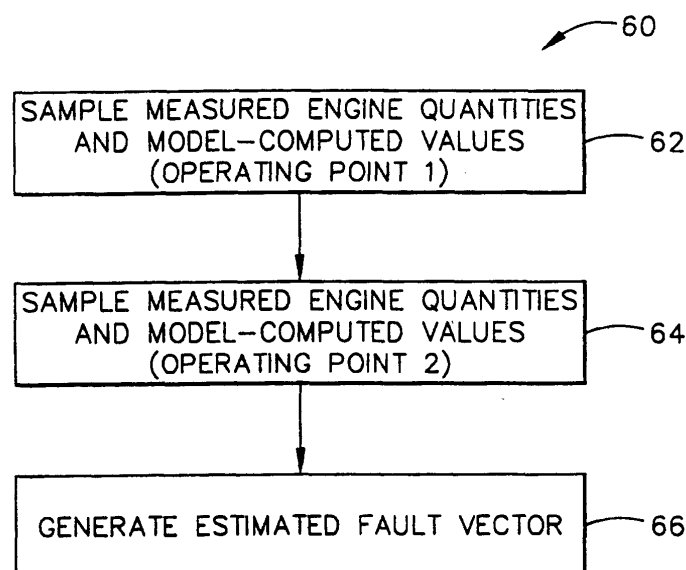 60
SAMPLE MEASURED ENGINE QUANTITIES
AND MODEL-COMPUTED VALUES
(OPERATING POINT 1)
62
SAMPLE MEASURED ENGINE QUANTITIES
AND MODEL-COMPUTED VALUES
(OPERATING POINT 2)
64
GENERATE ESTIMATED FAULT VECTOR
66